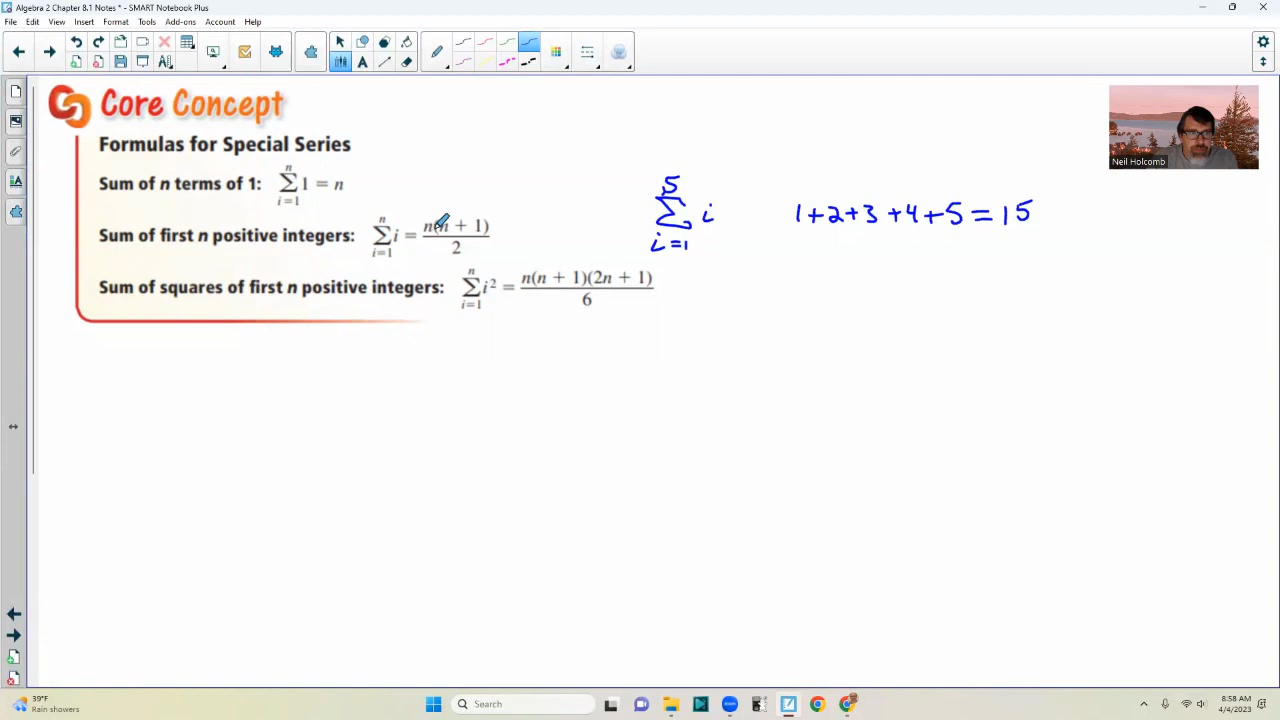 Algebra 2 Chapter 8.1 Notes * - SMART Notebook Plus
File Edit View Insert Format Tools Add-ons Account Help
Core Concept
Formulas for Special Series
Sum of n terms of 1: n ∑ i=1 1 = n
Sum of first n positive integers: n ∑ i=1 i = n(n + 1) / 2
Sum of squares of first n positive integers: n ∑ i=1 i² = n(n + 1)(2n + 1) / 6
5 ∑ i=1 i 1+2+3+4+5=15
Neil Holcomb
39°F
Rain showers
Search
8:58 AM
4/4/2023